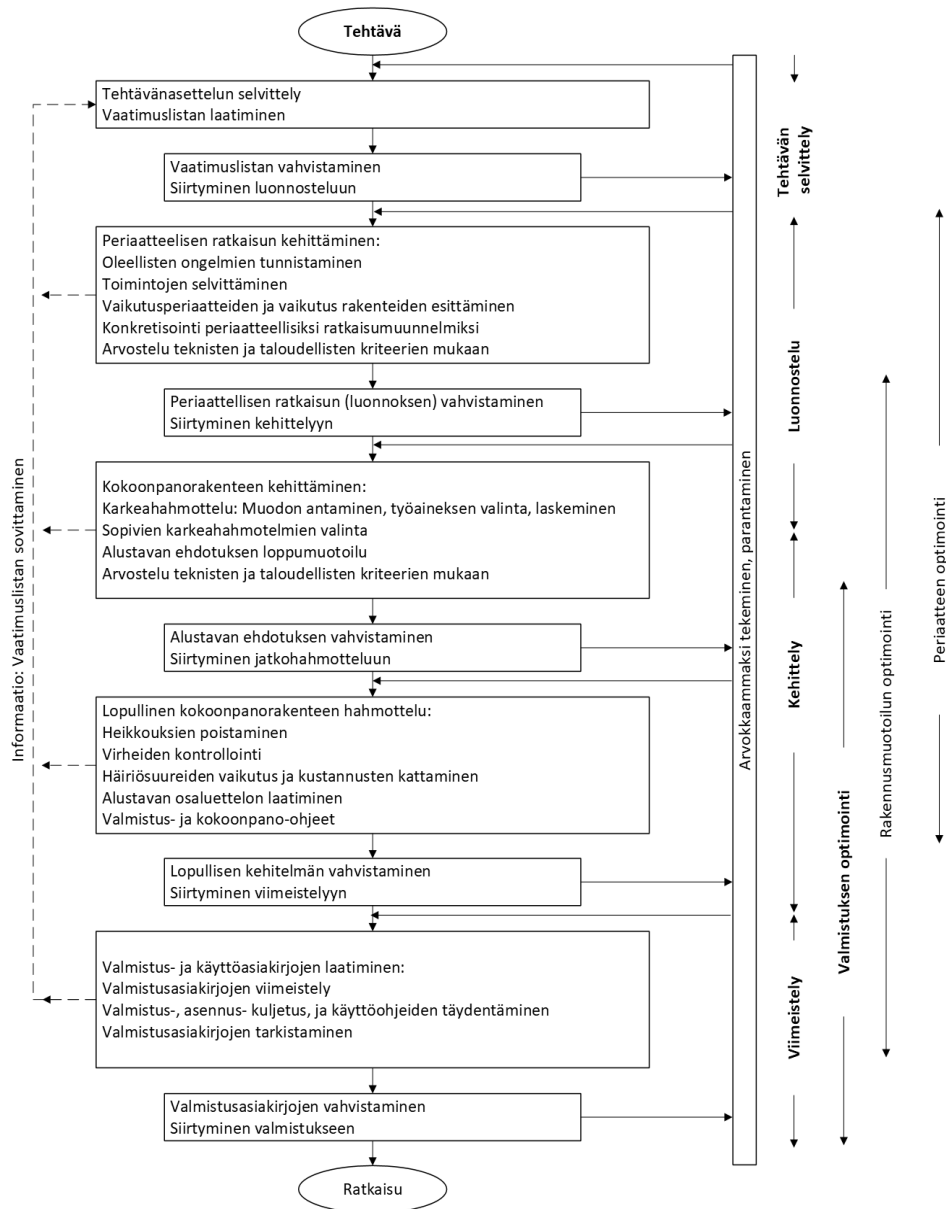 Tehtävä
Tehtävänasettelun selvittely
Vaatimuslistan laatiminen
Vaatimuslistan vahvistaminen
Siirtyminen luonnosteluun
Periaatteelisen ratkaisun kehittäminen:
Oleellisten ongelmien tunnistaminen
Toimintojen selvittäminen
Vaikutusperiaatteiden ja vaikutus rakenteiden esittäminen
Konkretisointi periaatteellisiksi ratkaisumuunnelmiksi
Arvostelu teknisten ja taloudellisten kriteerien mukaan
Periaattellisen ratkaisun (luonnoksen) vahvistaminen
Siirtyminen kehittelyyn
Kokoonpanorakenteen kehittäminen:
Karkeahahmottelu: Muodon antaminen, työaineksen valinta, laskeminen
Sopivien karkeahahmotelmien valinta
Alustavan ehdotuksen loppumuotoilu
Arvostelu teknisten ja taloudellisten kriteerien mukaan
Alustavan ehdotuksen vahvistaminen
Siirtyminen jatkohahmotteluun
Lopullinen kokoonpanorakenteen hahmottelu:
Heikkouksien poistaminen
Virheiden kontrollointi
Häiriösuureiden vaikutus ja kustannusten kattaminen
Alustavan osaluettelon laatiminen
Valmistus- ja kokoonpano-ohjeet
Lopullisen kehitelmän vahvistaminen
Siirtyminen viimeistelyyn
Valmistus- ja käyttöasiakirjojen laatiminen:
Valmistusasiakirjojen viimeistely
Valmistus-, asennus- kuljetus, ja käyttöohjeiden täydentäminen
Valmistusasiakirjojen tarkistaminen
Valmistusasiakirjojen vahvistaminen
Siirtyminen valmistukseen
Ratkaisu
Informaatio: Vaatimuslistan sovittaminen
Arvokkaammaksi tekeminen, parantaminen
Tehtävän
selvittely
Luonnostelu
Kehittely
Viimeistely
Valmistuksen optimointi
Rakennusmuotoilun optimointi
Periaatteen optimointi